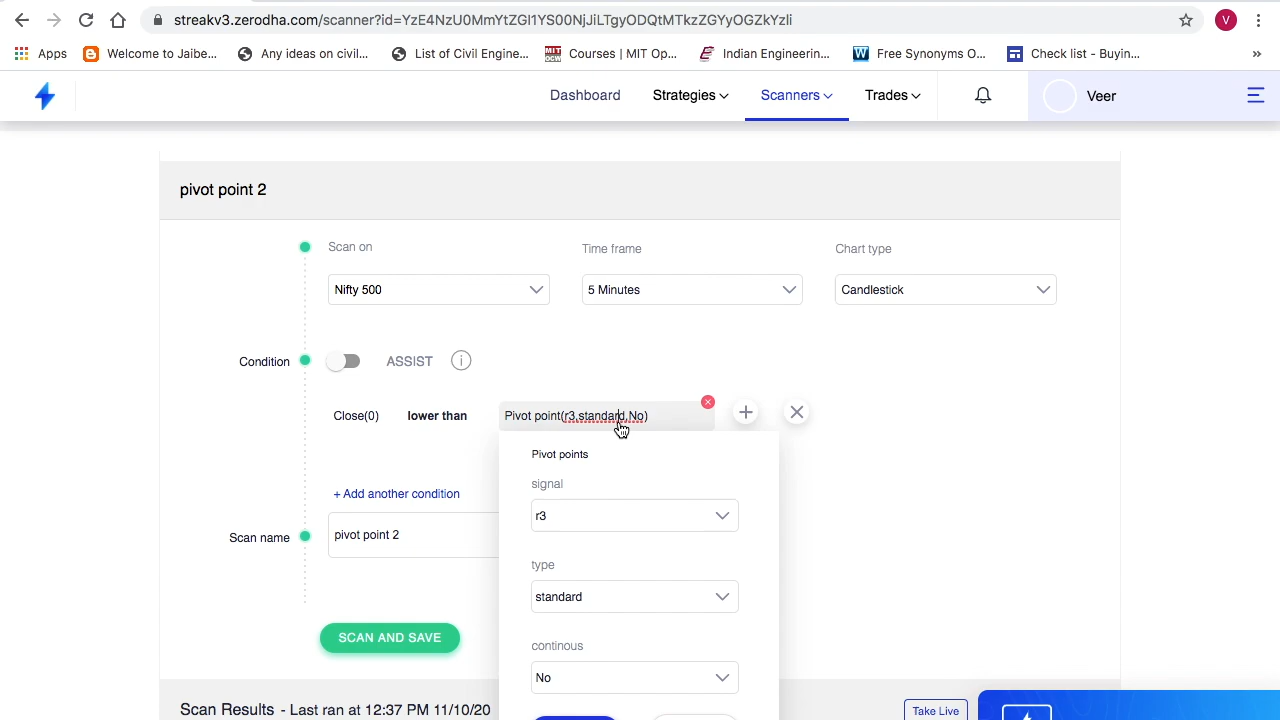 streakv3.zerodha.com/scanner?id=YzE4NzU0MmYtZGI1YS00NjJiLTgyODQtMTkzZGYyOGZkYzli
V
Apps Welcome to Jaibe... Any ideas on civil... List of Civil Engine... MIT OCW Courses | MIT Op... Indian Engineerin... W Free Synonyms O... Check list - Buyin... »
Dashboard Strategies Scanners Trades Veer
pivot point 2
Scan on Time frame Chart type
Nifty 500 5 Minutes Candlestick
Condition ASSIST i
Close(0) lower than Pivot point(r3,standard,No)
Pivot points
signal
+ Add another condition
r3
Scan name pivot point 2
type
standard
SCAN AND SAVE
continous
No
Scan Results - Last ran at 12:37 PM 11/10/20 Take Live